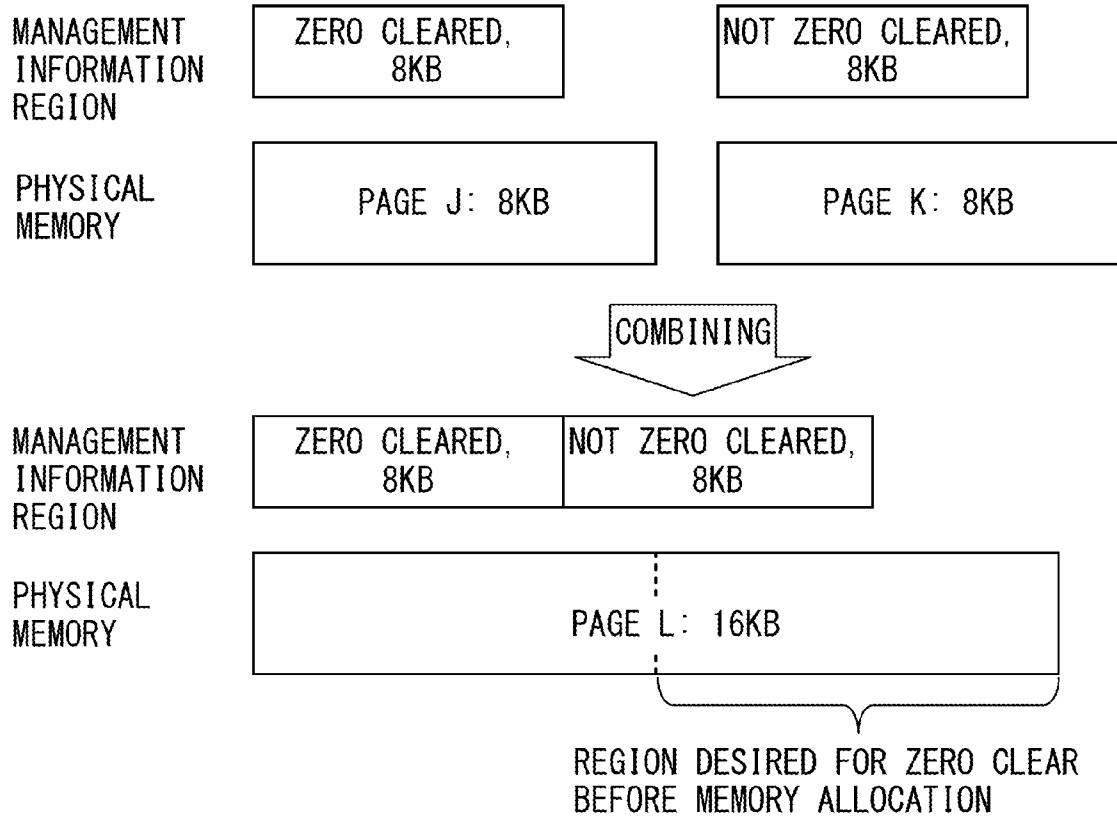 MANAGEMENT
INFORMATION
REGION
ZERO CLEARED,
8KB
NOT ZERO CLEARED,
8KB
PHYSICAL
MEMORY
PAGE J: 8KB
PAGE K: 8KB
COMBINING
MANAGEMENT
INFORMATION
REGION
ZERO CLEARED,
8KB
NOT ZERO CLEARED,
8KB
PHYSICAL
MEMORY
PAGE L: 16KB
REGION DESIRED FOR ZERO CLEAR
BEFORE MEMORY ALLOCATION